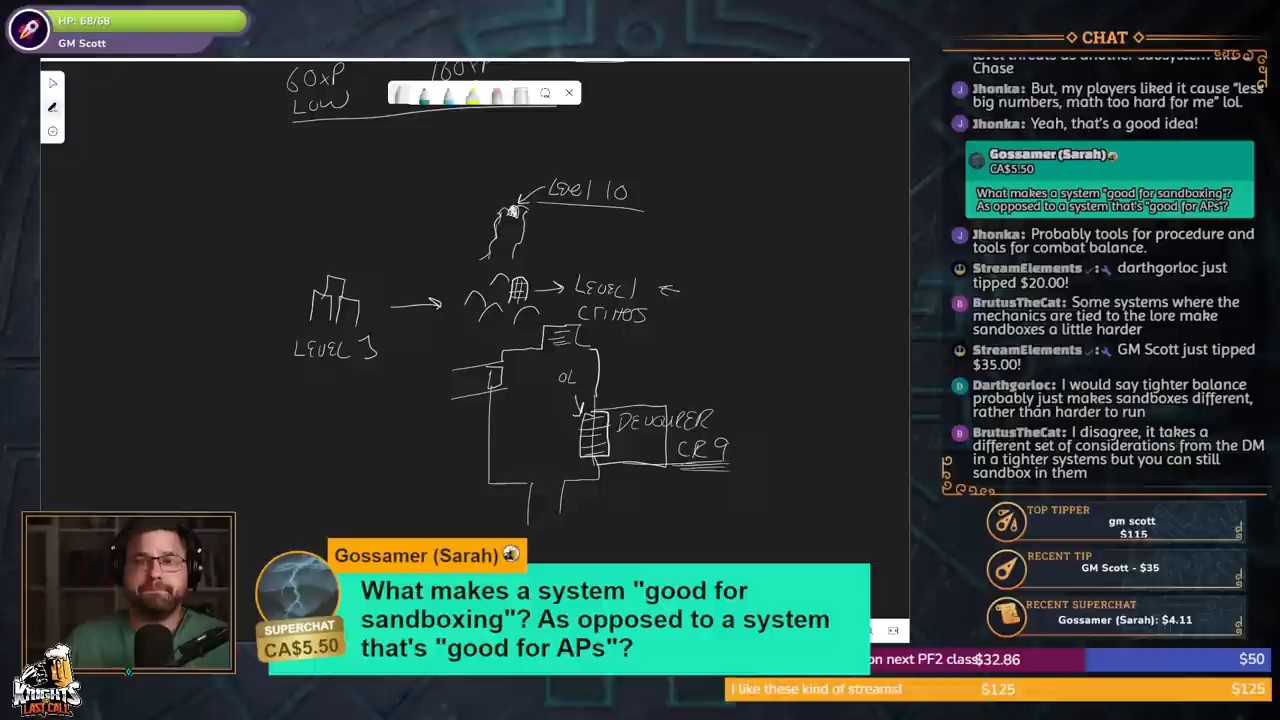 HP: 68/68
GM Scott
60xP
160xP
LOW
LEVEL 10
LEVEL 1
LEVEL 3
OL
DEVOURER
CR 9
CHAT
level threats as another subsystem like
Chase
Jhonka: But, my players liked it cause "less
big numbers, math too hard for me" lol.
Jhonka: Yeah, that's a good idea!
Gossamer (Sarah)
CA$5.50
What makes a system "good for sandboxing"?
As opposed to a system that's "good for APs"?
Jhonka: Probably tools for procedure and
tools for combat balance.
StreamElements : darthgorloc just
tipped $20.00!
BrutusTheCat: Some systems where the
mechanics are tied to the lore make
sandboxes a little harder
StreamElements : GM Scott just tipped
$35.00!
Darthgorloc: I would say tighter balance
probably just makes sandboxes different,
rather than harder to run
BrutusTheCat: I disagree, it takes a
different set of considerations from the DM
in a tighter systems but you can still
sandbox in them
TOP TIPPER
gm scott
$115
RECENT TIP
GM Scott - $35
RECENT SUPERCHAT
Gossamer (Sarah): $4.11
Gossamer (Sarah)
What makes a system "good for
sandboxing"? As opposed to a system
that's "good for APs"?
SUPERCHAT
CA$5.50
on next PF2 class
$32.86
$50
I like these kind of streams!
$125
$125
KNIGHTS
LAST CALL